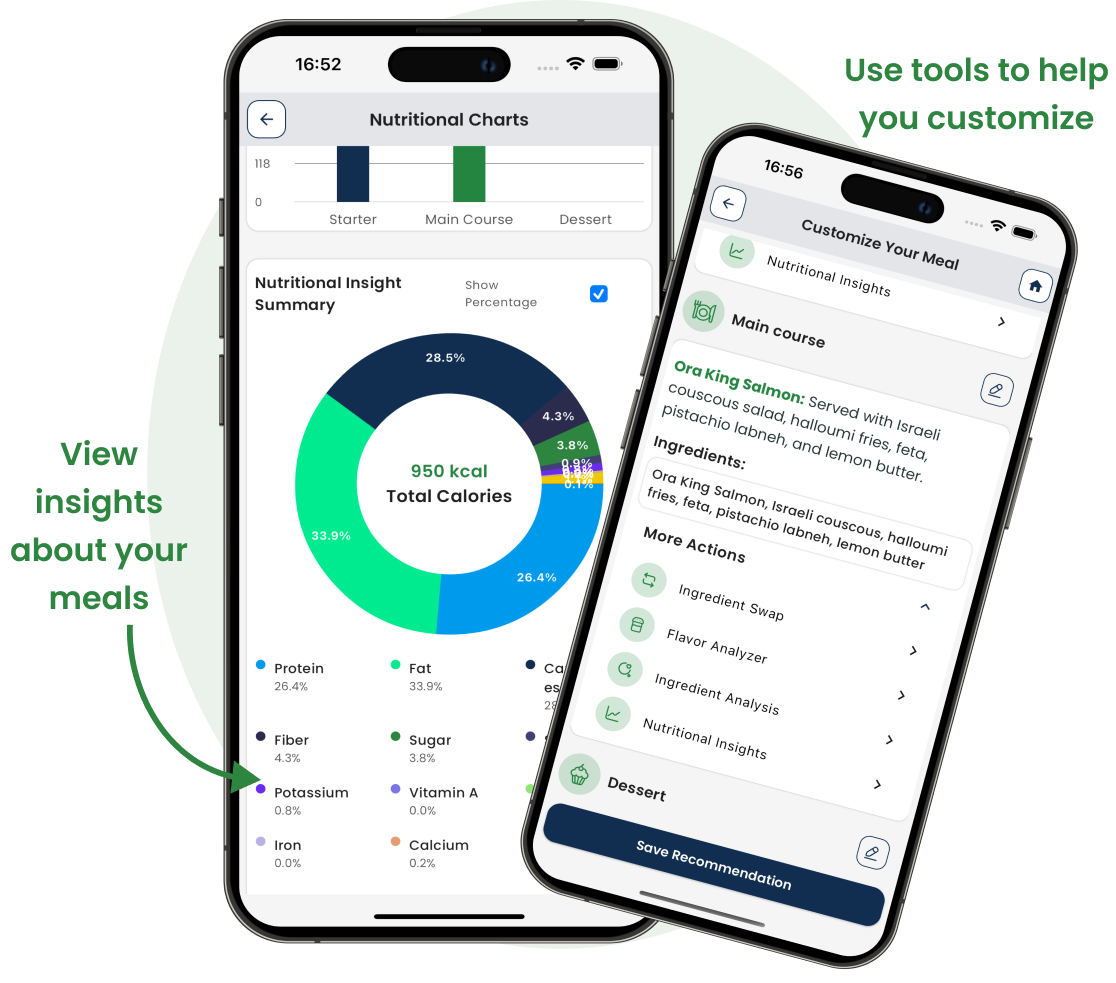 Use tools to help
you customize
View
insights
about your
meals
16:52
Nutritional Charts
118
0
Starter
Main Course
Dessert
Nutritional Insight
Summary
Show
Percentage
28.5%
4.3%
3.8%
0.9%
0.1%
33.9%
26.4%
950 kcal
Total Calories
Protein
26.4%
Fat
33.9%
Ca
es
28
Fiber
4.3%
Sugar
3.8%
Potassium
0.8%
Vitamin A
0.0%
Iron
0.0%
Calcium
0.2%
16:56
Customize Your Meal
Nutritional Insights
Main course
Ora King Salmon: Served with Israeli
couscous salad, halloumi fries, feta,
pistachio labneh, and lemon butter.
Ingredients:
Ora King Salmon, Israeli couscous, halloumi
fries, feta, pistachio labneh, lemon butter
More Actions
Ingredient Swap
Flavor Analyzer
Ingredient Analysis
Nutritional Insights
Dessert
Save Recommendation